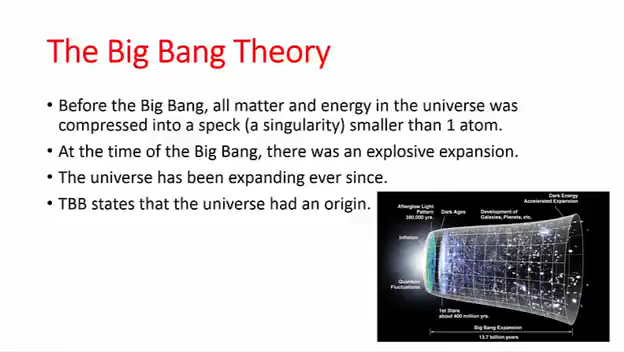 The Big Bang Theory
• Before the Big Bang, all matter and energy in the universe was
compressed into a speck (a singularity) smaller than 1 atom.
• At the time of the Big Bang, there was an explosive expansion.
• The universe has been expanding ever since.
• TBB states that the universe had an origin.
Dark Energy
Accelerated Expansion
Afterglow Light
Pattern
380,000 yrs.
Dark Ages
Development of
Galaxies, Planets, etc.
Inflation
Quantum
Fluctuations
1st Stars
about 400 million yrs.
Big Bang Expansion
13.7 billion years